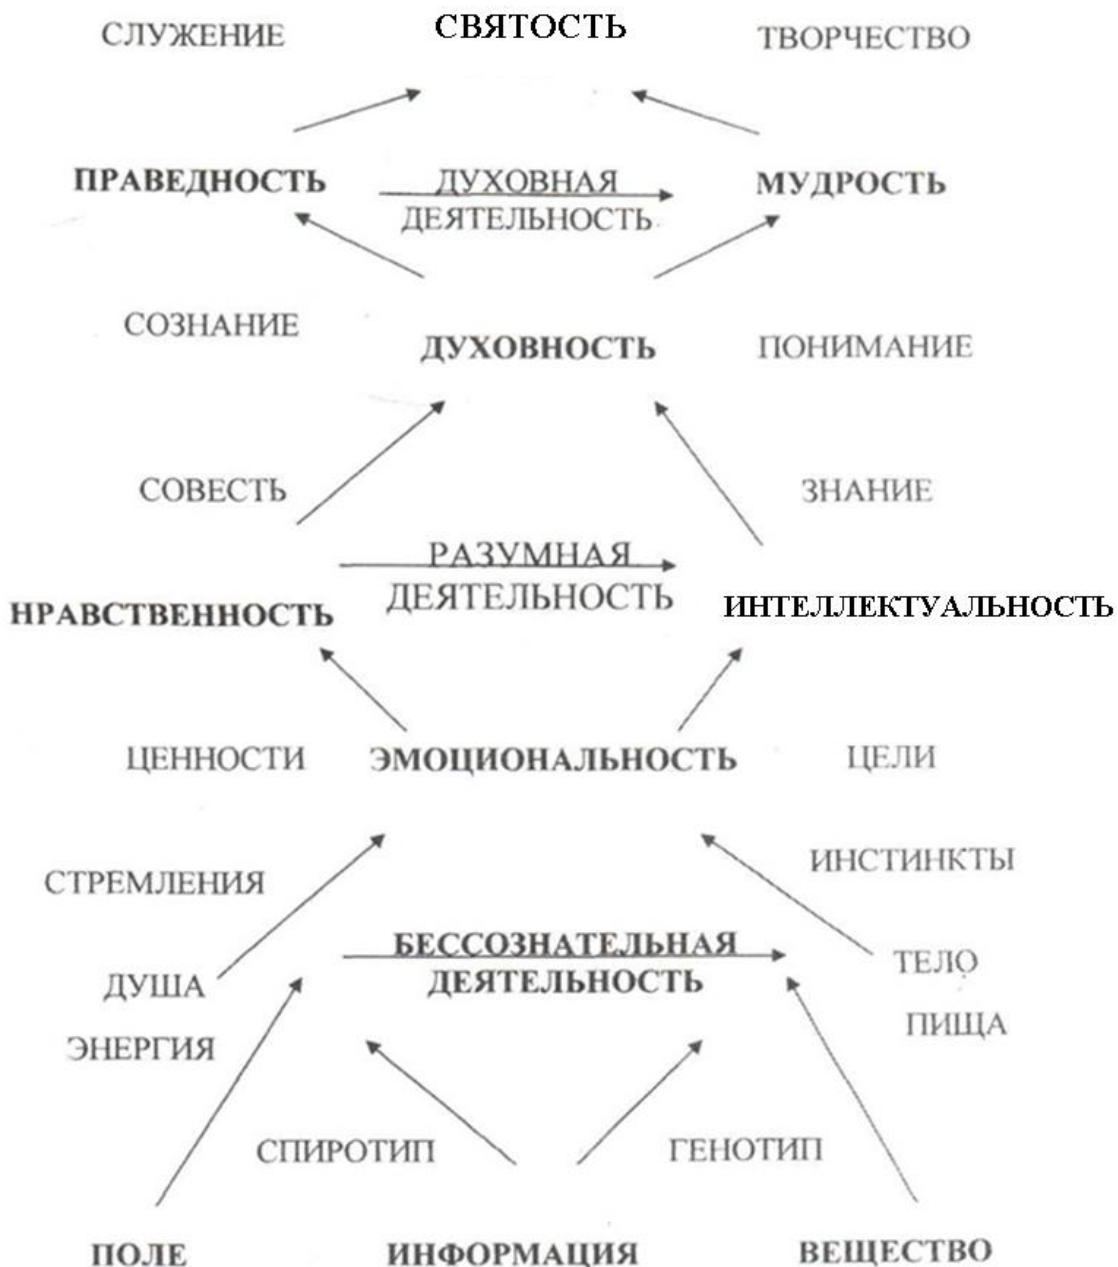 СЛУЖЕНИЕ СВЯТОСТЬ ТВОРЧЕСТВО
ПРАВЕДНОСТЬ ДУХОВНАЯ МУДРОСТЬ
ДЕЯТЕЛЬНОСТЬ
СОЗНАНИЕ ДУХОВНОСТЬ ПОНИМАНИЕ
СОВЕСТЬ ЗНАНИЕ
РАЗУМНАЯ
ДЕЯТЕЛЬНОСТЬ
НРАВСТВЕННОСТЬ ИНТЕЛЛЕКТУАЛЬНОСТЬ
ЦЕННОСТИ ЭМОЦИОНАЛЬНОСТЬ ЦЕЛИ
СТРЕМЛЕНИЯ ИНСТИНКТЫ
БЕССОЗНАТЕЛЬНАЯ
ДЕЯТЕЛЬНОСТЬ
ДУША ТЕЛО
ЭНЕРГИЯ ПИЩА
СПИРОТИП ГЕНОТИП
ПОЛЕ ИНФОРМАЦИЯ ВЕЩЕСТВО